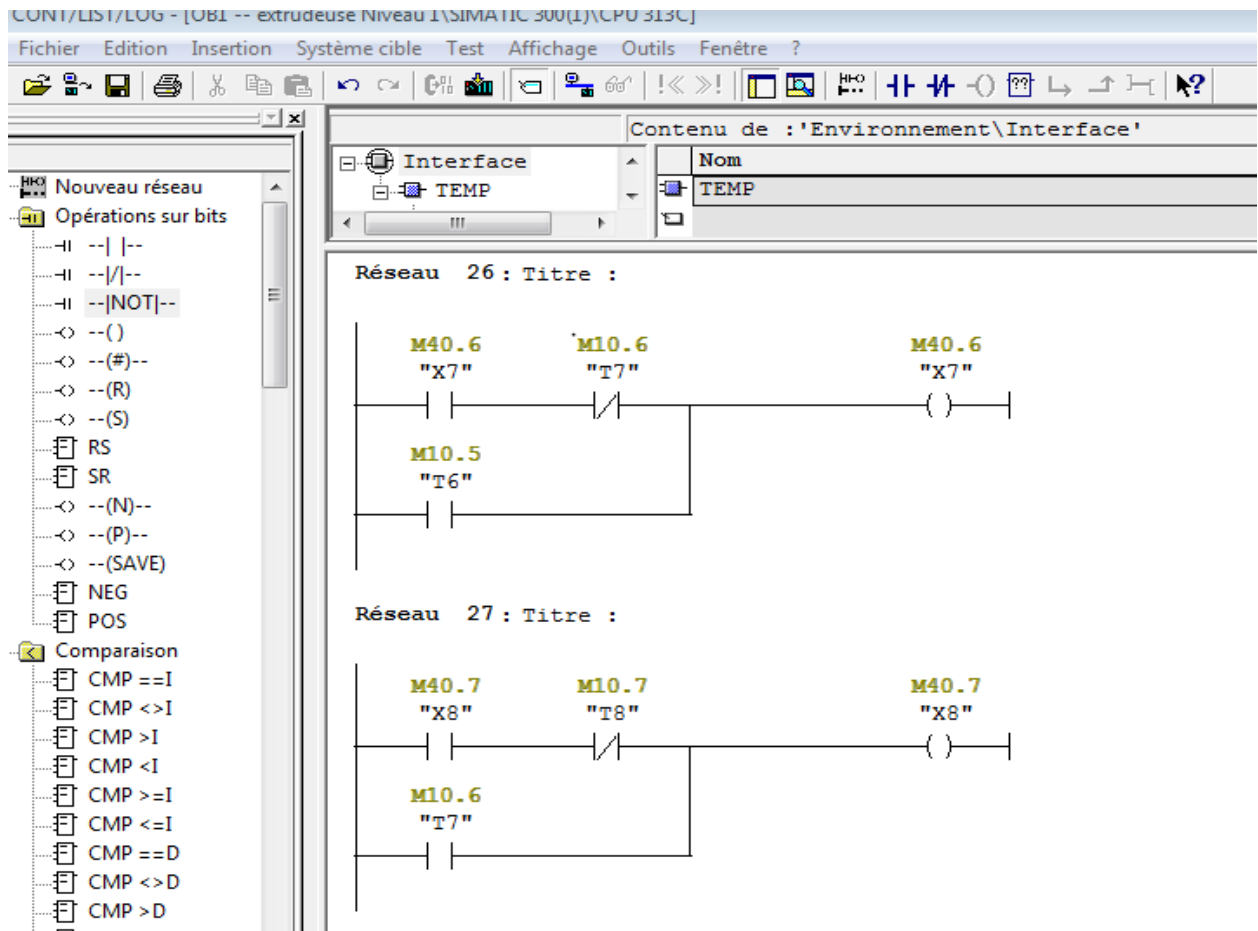 CONT/LIST/LOG - [OB1 -- extrudeuse Niveau 1\SIMATIC 300(1)\CPU 313C]
Fichier Edition Insertion Système cible Test Affichage Outils Fenêtre ?
Contenu de :'Environnement\Interface'
Interface
TEMP
Nom
TEMP
Nouveau réseau
Opérations sur bits
--| |--
--|/|--
--|NOT|--
--( )
--(#)--
--(R)
--(S)
RS
SR
--(N)--
--(P)--
--(SAVE)
NEG
POS
Comparaison
CMP ==I
CMP <>I
CMP >I
CMP <I
CMP >=I
CMP <=I
CMP ==D
CMP <>D
CMP >D
Réseau 26 : Titre :
M40.6 M10.6 M40.6
"X7" "T7" "X7"
M10.5
"T6"
Réseau 27 : Titre :
M40.7 M10.7 M40.7
"X8" "T8" "X8"
M10.6
"T7"